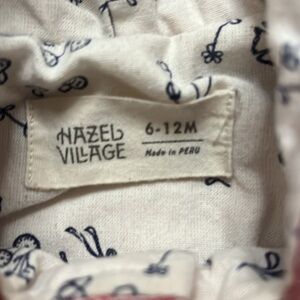 HAZEL
VILLAGE
6-12M
Made in PERU